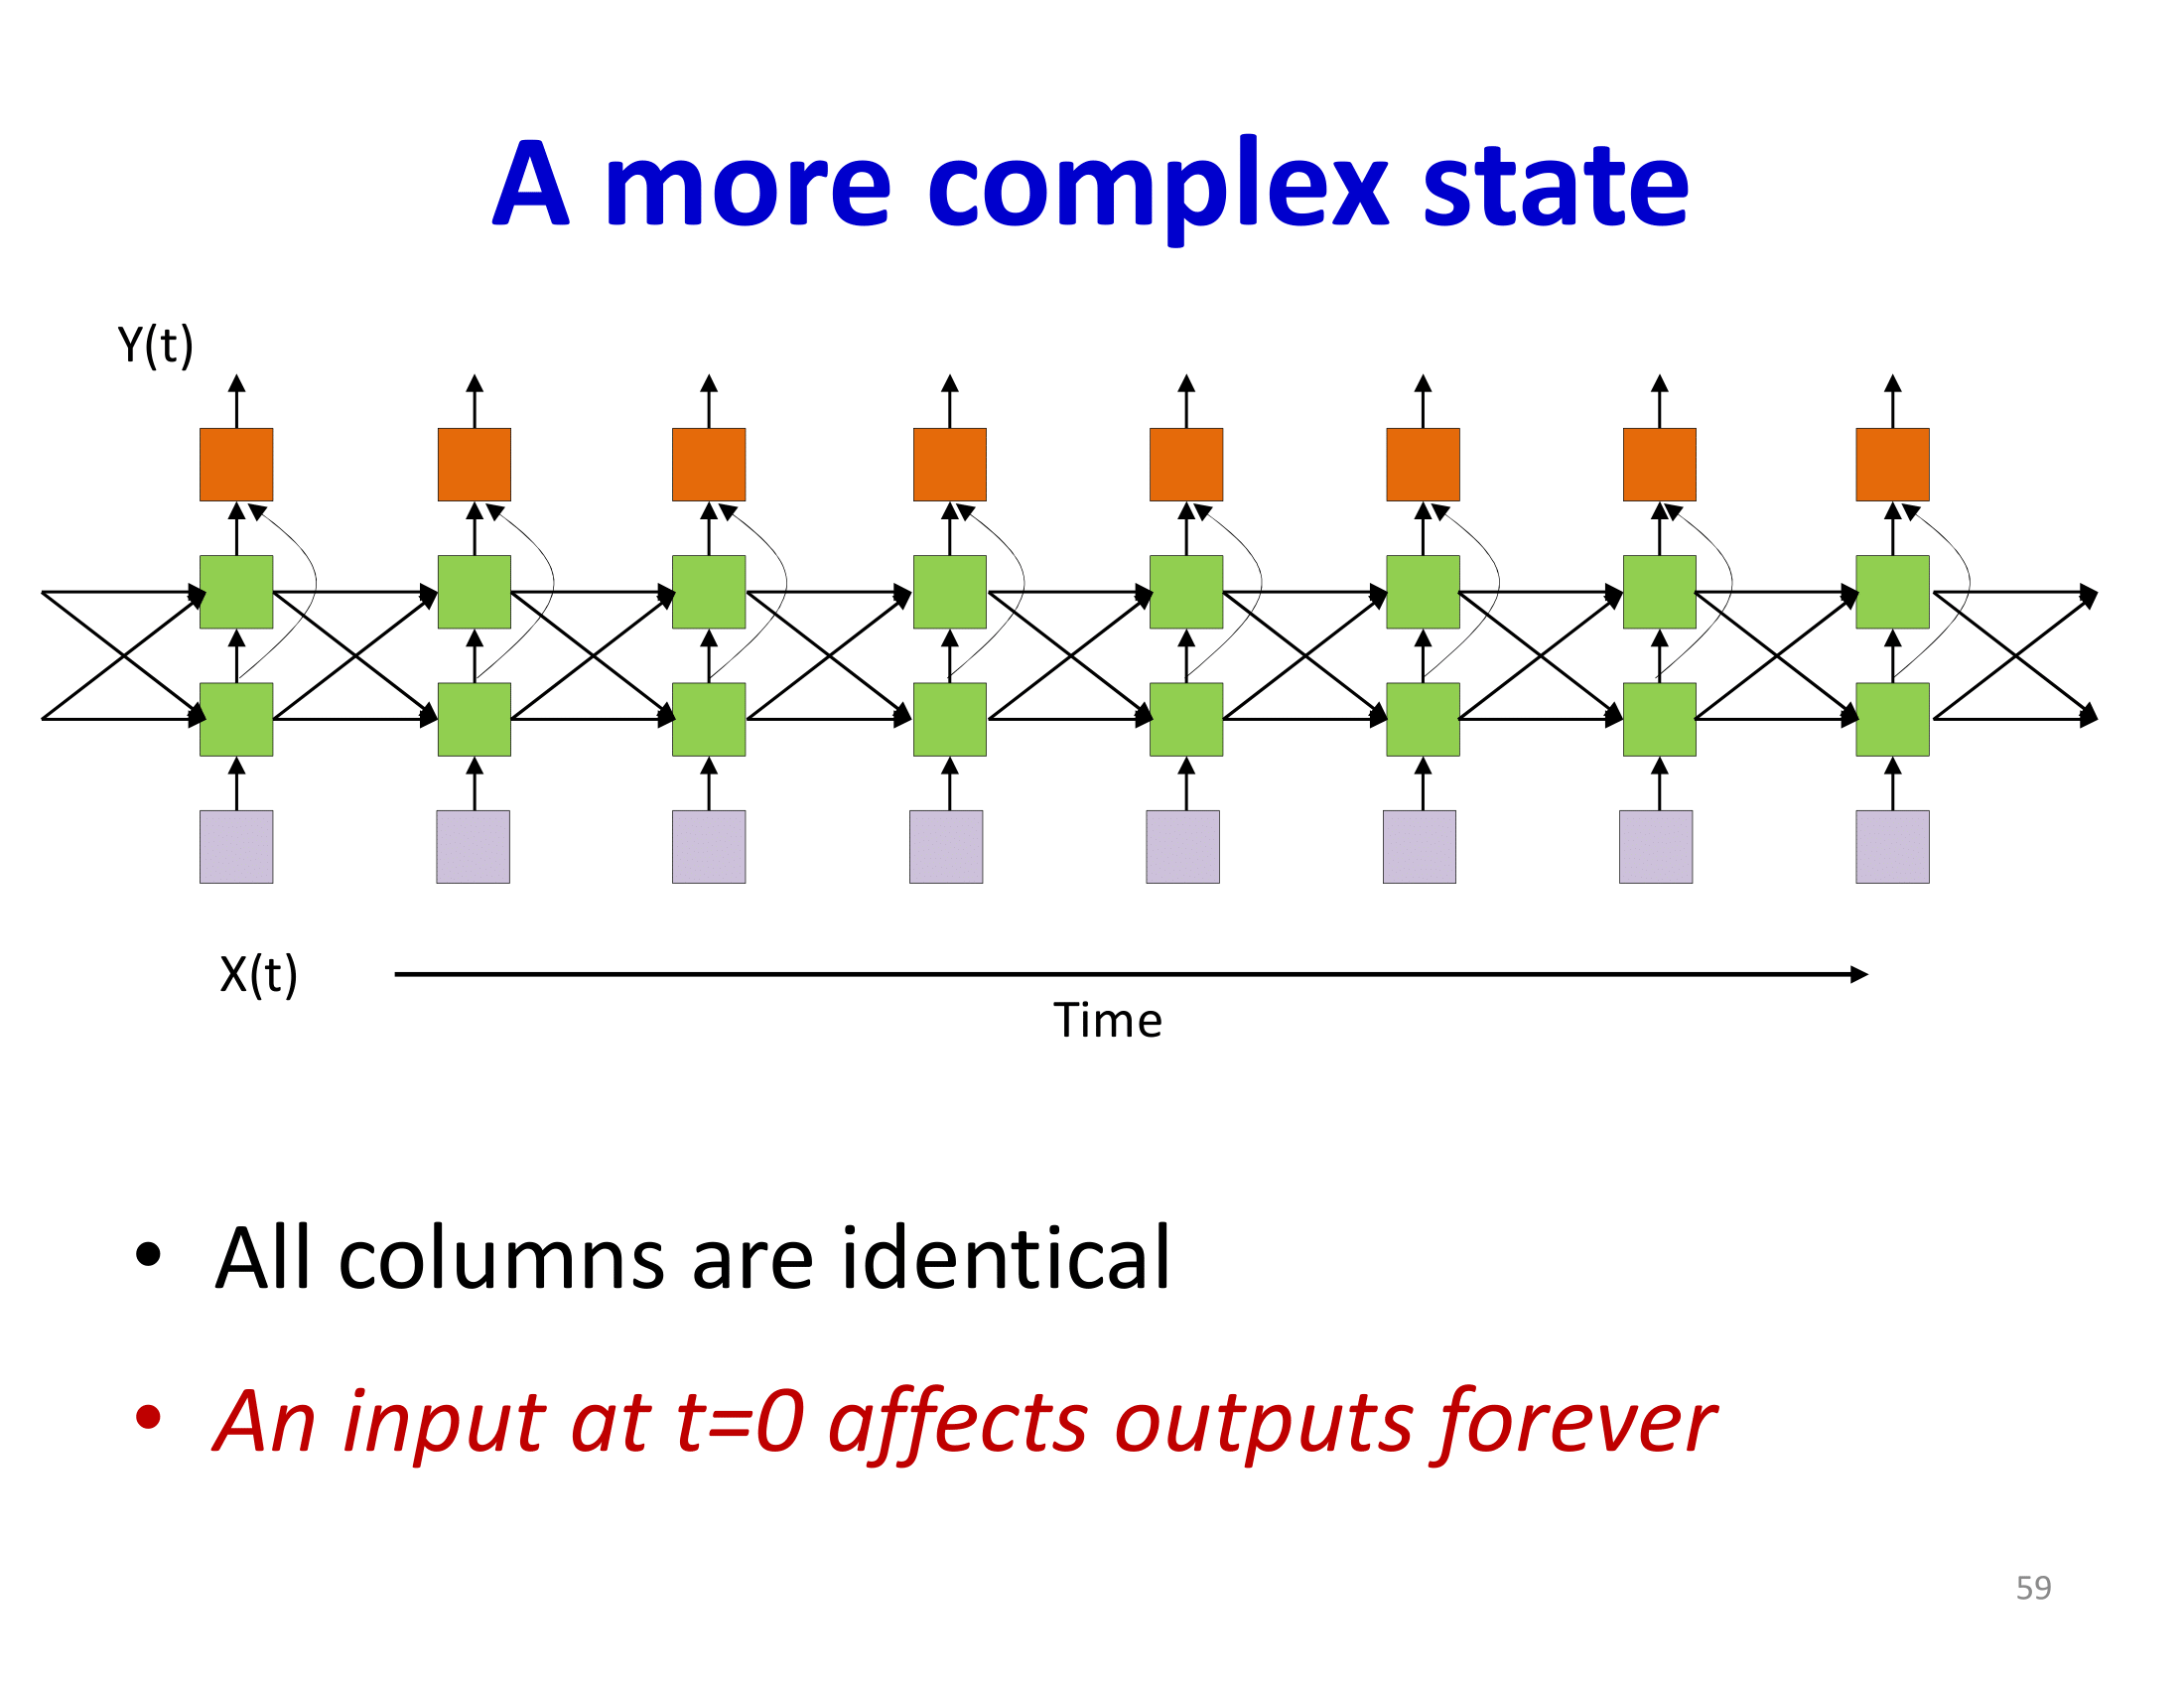 A more complex state
Y(t)
X(t)
Time
• All columns are identical
• An input at t=0 affects outputs forever
59